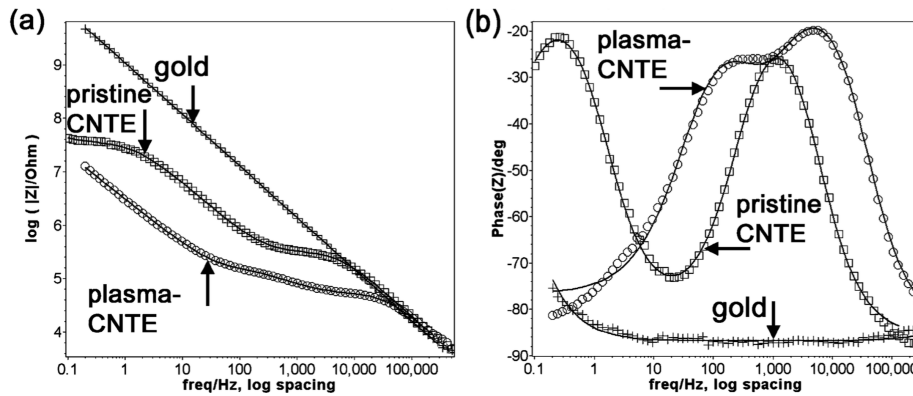 (a)
log ( |Z|/Ohm )
9
8
7
6
5
4
gold
pristine
CNTE
plasma-
CNTE
0.1 1 10 100 1,000 10,000 100,000
freq/Hz, log spacing
(b)
Phase(Z)/deg
-20
-30
-40
-50
-60
-70
-80
-90
plasma-
CNTE
pristine
CNTE
gold
0.1 1 10 100 1,000 10,000 100,000
freq/Hz, log spacing